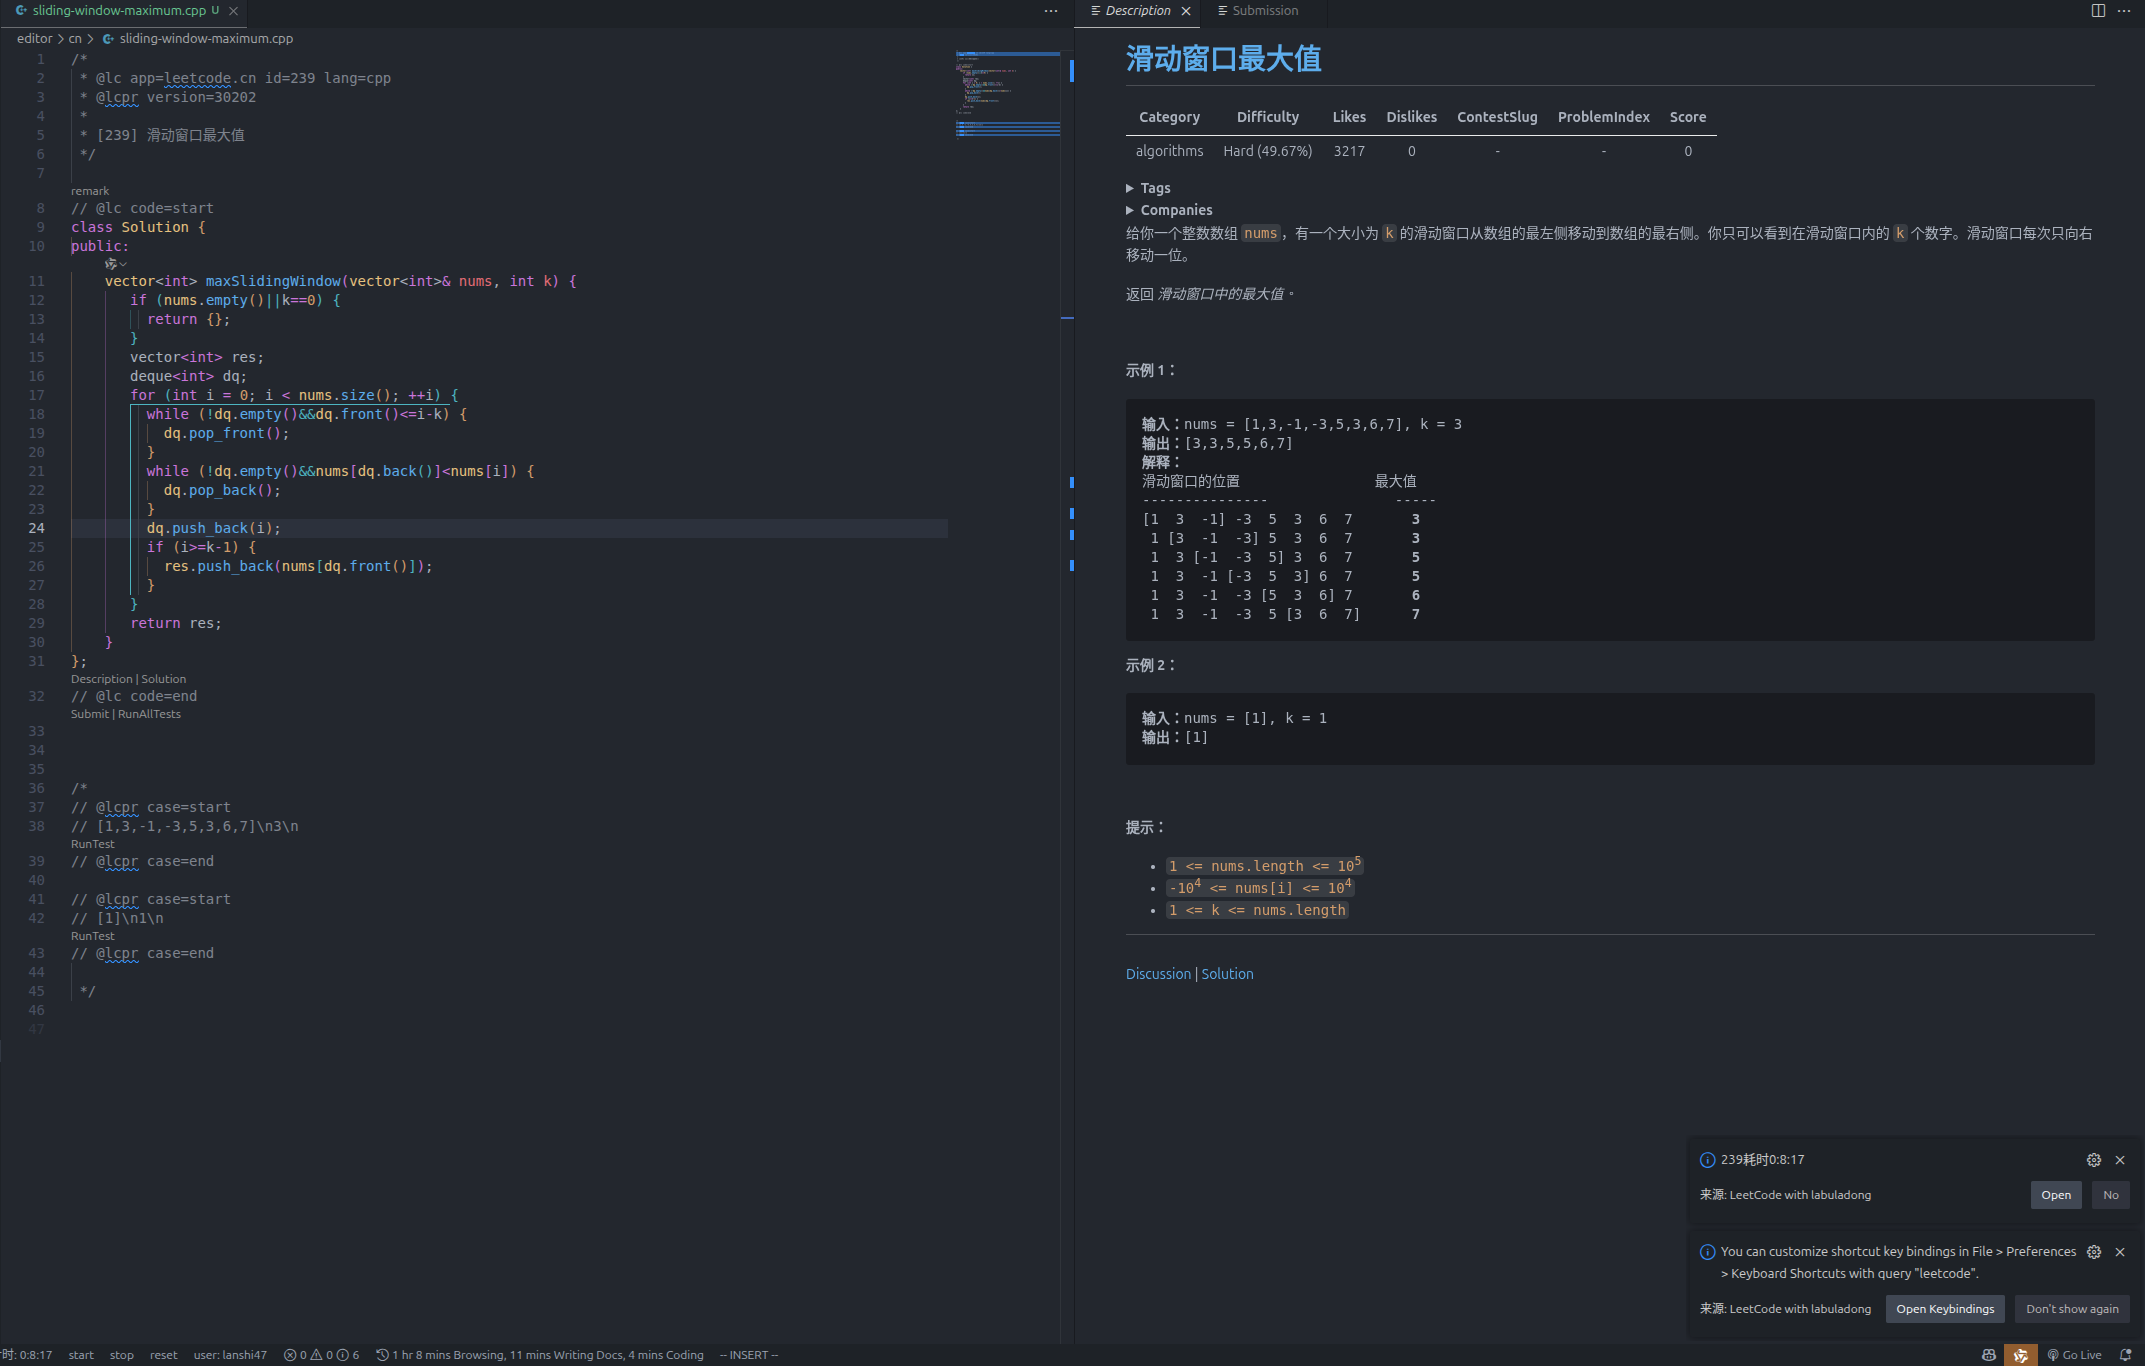 sliding-window-maximum.cpp U
editor > cn > sliding-window-maximum.cpp
1 /*
2 * @lc app=leetcode.cn id=239 lang=cpp
3 * @lcpr version=30202
4 *
5 * [239] 滑动窗口最大值
6 */
7
remark
8 // @lc code=start
9 class Solution {
10 public:
11 vector<int> maxSlidingWindow(vector<int>& nums, int k) {
12 if (nums.empty()||k==0) {
13 return {};
14 }
15 vector<int> res;
16 deque<int> dq;
17 for (int i = 0; i < nums.size(); ++i) {
18 while (!dq.empty()&&dq.front()<=i-k) {
19 dq.pop_front();
20 }
21 while (!dq.empty()&&nums[dq.back()]<nums[i]) {
22 dq.pop_back();
23 }
24 dq.push_back(i);
25 if (i>=k-1) {
26 res.push_back(nums[dq.front()]);
27 }
28 }
29 return res;
30 }
31 };
Description | Solution
32 // @lc code=end
Submit | RunAllTests
33
34
35
36 /*
37 // @lcpr case=start
38 // [1,3,-1,-3,5,3,6,7]\n3\n
RunTest
39 // @lcpr case=end
40
41 // @lcpr case=start
42 // [1]\n1\n
RunTest
43 // @lcpr case=end
44
45 */
46
47
Description Submission
滑动窗口最大值
Category Difficulty Likes Dislikes ContestSlug ProblemIndex Score
algorithms Hard (49.67%) 3217 0 - - 0
Tags
Companies
给你一个整数数组 nums，有一个大小为 k 的滑动窗口从数组的最左侧移动到数组的最右侧。你只可以看到在滑动窗口内的 k 个数字。滑动窗口每次只向右
移动一位。
返回 滑动窗口中的最大值 。
示例 1：
输入：nums = [1,3,-1,-3,5,3,6,7], k = 3
输出：[3,3,5,5,6,7]
解释：
滑动窗口的位置 最大值
--------------- -----
[1 3 -1] -3 5 3 6 7 3
1 [3 -1 -3] 5 3 6 7 3
1 3 [-1 -3 5] 3 6 7 5
1 3 -1 [-3 5 3] 6 7 5
1 3 -1 -3 [5 3 6] 7 6
1 3 -1 -3 5 [3 6 7] 7
示例 2：
输入：nums = [1], k = 1
输出：[1]
提示：
• 1 <= nums.length <= 10^5
• -10^4 <= nums[i] <= 10^4
• 1 <= k <= nums.length
Discussion | Solution
239耗时0:8:17
来源: LeetCode with labuladong Open No
You can customize shortcut key bindings in File > Preferences
> Keyboard Shortcuts with query "leetcode".
来源: LeetCode with labuladong Open Keybindings Don't show again
时: 0:8:17 start stop reset user: lanshi47 0 0 6 1 hr 8 mins Browsing, 11 mins Writing Docs, 4 mins Coding -- INSERT -- Go Live